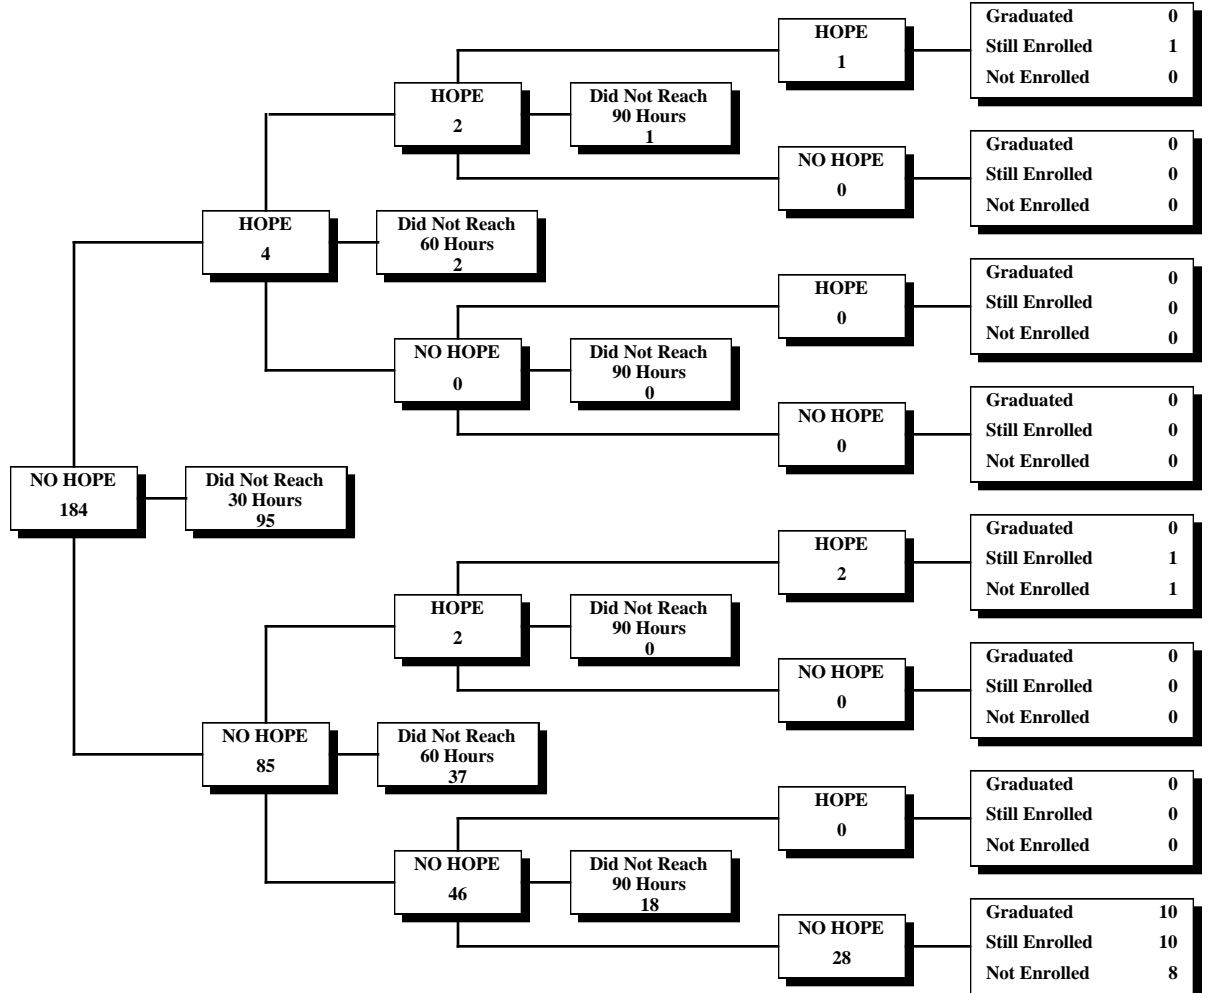 HOPE
1
Graduated 0
Still Enrolled 1
Not Enrolled 0
HOPE
2
Did Not Reach
90 Hours
1
NO HOPE
0
Graduated 0
Still Enrolled 0
Not Enrolled 0
HOPE
4
Did Not Reach
60 Hours
2
HOPE
0
Graduated 0
Still Enrolled 0
Not Enrolled 0
NO HOPE
0
Did Not Reach
90 Hours
0
NO HOPE
0
Graduated 0
Still Enrolled 0
Not Enrolled 0
NO HOPE
184
Did Not Reach
30 Hours
95
HOPE
2
Graduated 0
Still Enrolled 1
Not Enrolled 1
HOPE
2
Did Not Reach
90 Hours
0
NO HOPE
0
Graduated 0
Still Enrolled 0
Not Enrolled 0
NO HOPE
85
Did Not Reach
60 Hours
37
HOPE
0
Graduated 0
Still Enrolled 0
Not Enrolled 0
NO HOPE
46
Did Not Reach
90 Hours
18
NO HOPE
28
Graduated 10
Still Enrolled 10
Not Enrolled 8